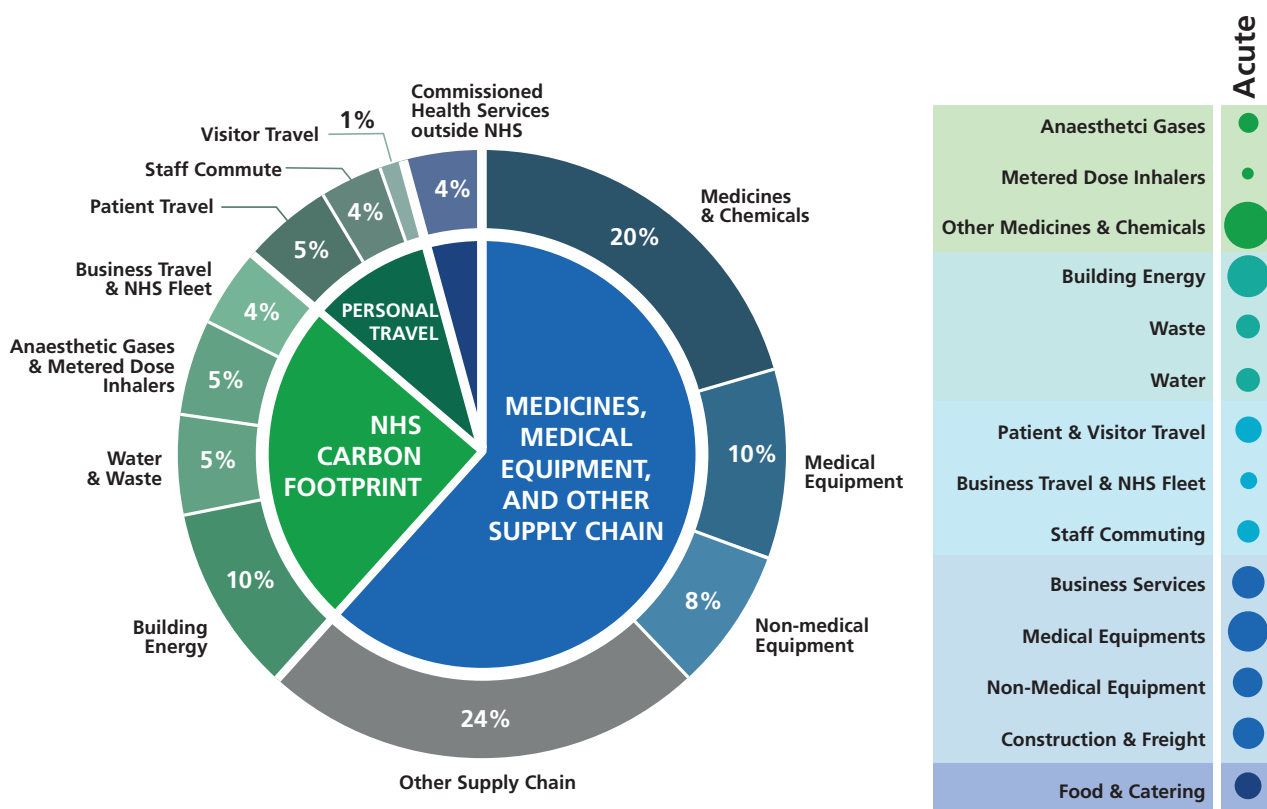 Commissioned
Health Services
outside NHS
4%
1%
Visitor Travel
Staff Commute
4%
Patient Travel
5%
Business Travel
& NHS Fleet
4%
Anaesthetic Gases
& Metered Dose
Inhalers
5%
Water
& Waste
5%
Building
Energy
10%
Other Supply Chain
24%
Non-medical
Equipment
8%
Medical
Equipment
10%
Medicines
& Chemicals
20%
PERSONAL
TRAVEL
NHS
CARBON
FOOTPRINT
MEDICINES,
MEDICAL
EQUIPMENT,
AND OTHER
SUPPLY CHAIN
Acute
Anaesthetci Gases
Metered Dose Inhalers
Other Medicines & Chemicals
Building Energy
Waste
Water
Patient & Visitor Travel
Business Travel & NHS Fleet
Staff Commuting
Business Services
Medical Equipments
Non-Medical Equipment
Construction & Freight
Food & Catering